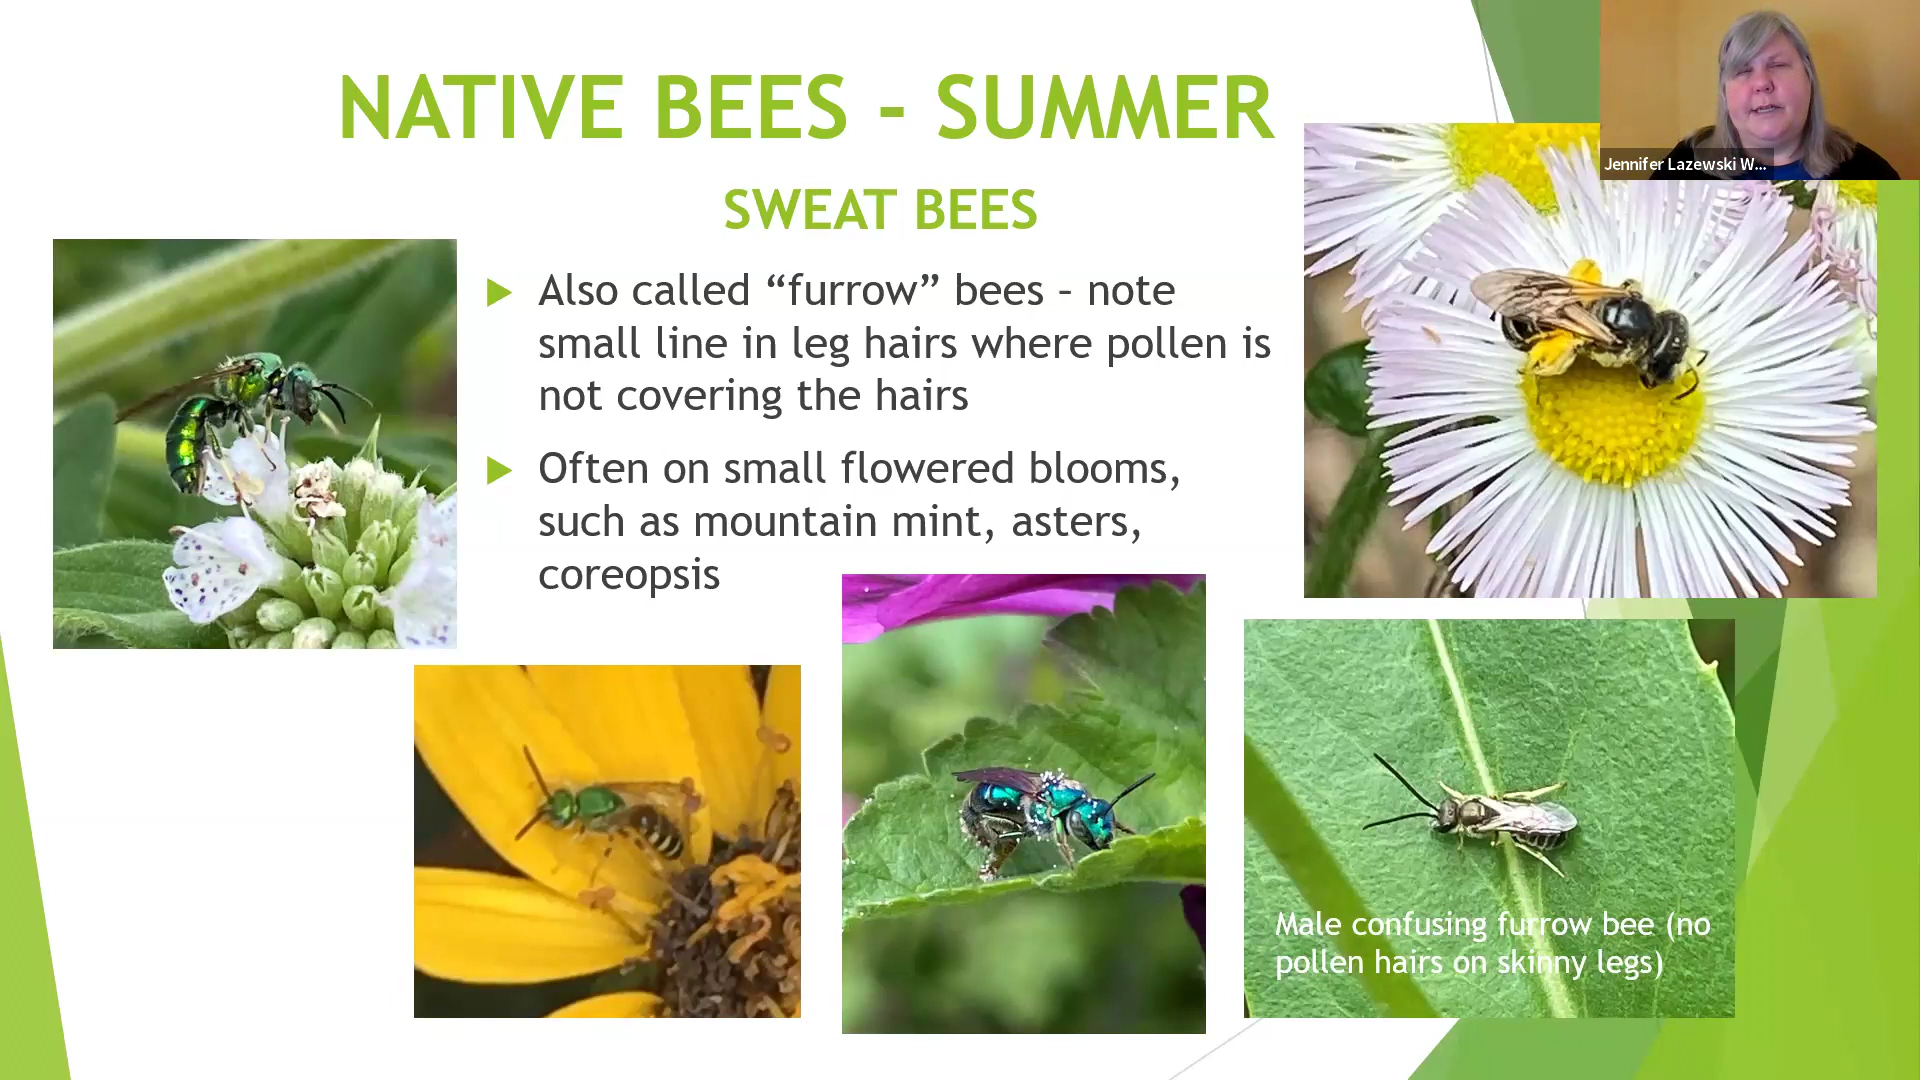 NATIVE BEES - SUMMER
Jennifer Lazewski W...
SWEAT BEES
Also called “furrow” bees – note
small line in leg hairs where pollen is
not covering the hairs
Often on small flowered blooms,
such as mountain mint, asters,
coreopsis
Male confusing furrow bee (no
pollen hairs on skinny legs)